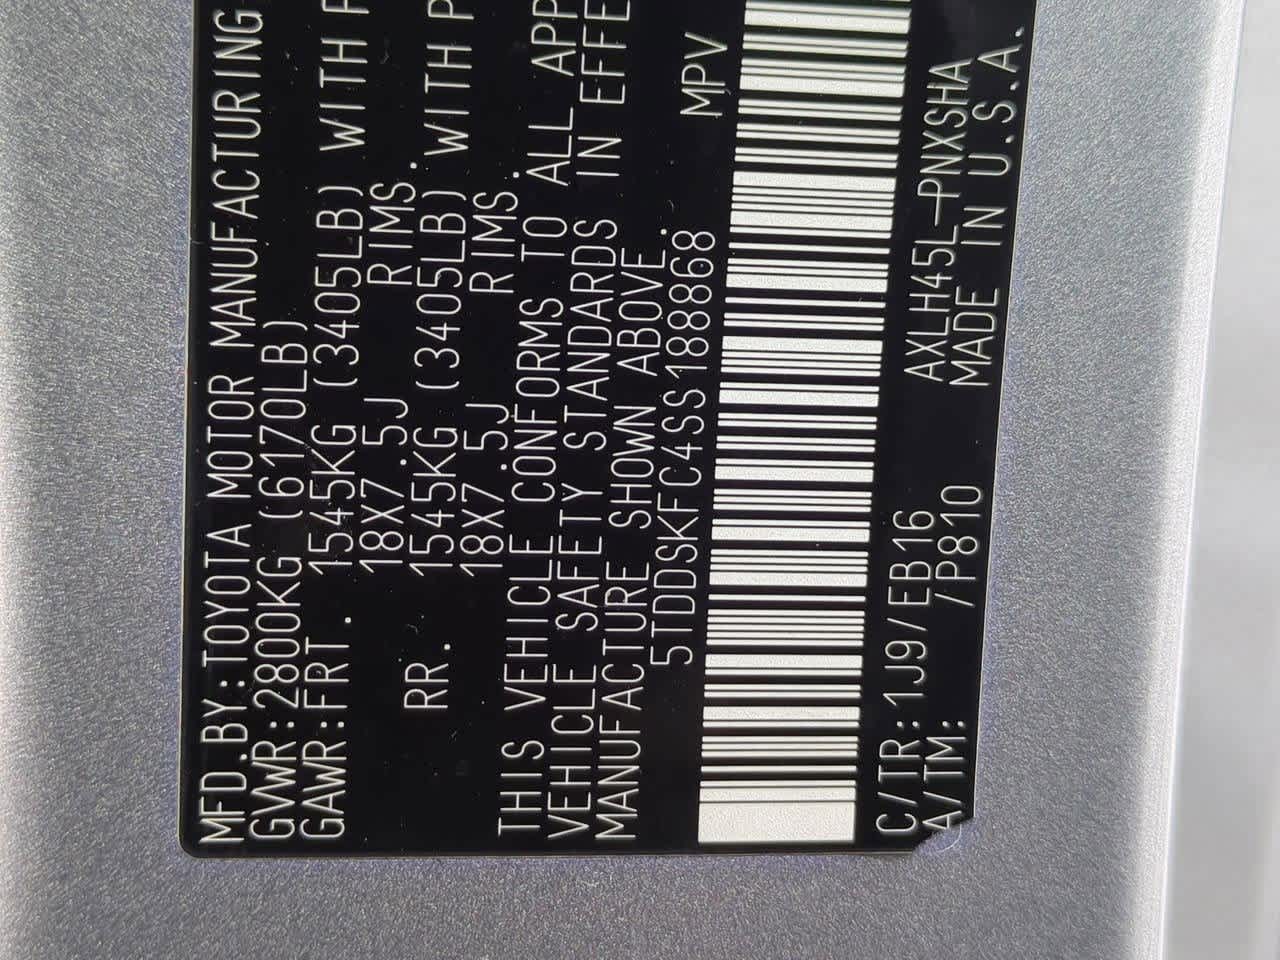 MFD.BY:TOYOTA MOTOR MANUFACTURING
GVWR:2800KG (6170LB)
GAWR:FRT. 1545KG (3405LB) WITH
18X7.5J RIMS.
RR. 1545KG (3405LB) WITH
18X7.5J RIMS.
THIS VEHICLE CONFORMS TO ALL
VEHICLE SAFETY STANDARDS IN
MANUFACTURE SHOWN ABOVE.
5TDDSKFC4SS188868 MPV
C/TR:1J9/EB16 AXLH45L-PNXSHA
A/TM: /P810 MADE IN U.S.A.